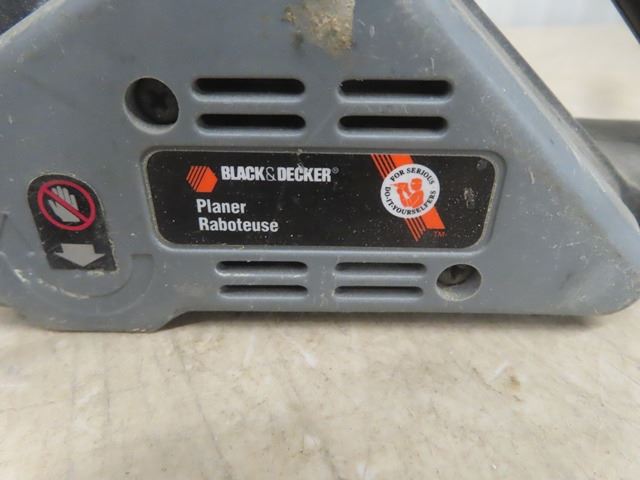 BLACK&DECKER®
Planer
Raboteuse
FOR SERIOUS
DO-IT-YOURSELFERS
TM